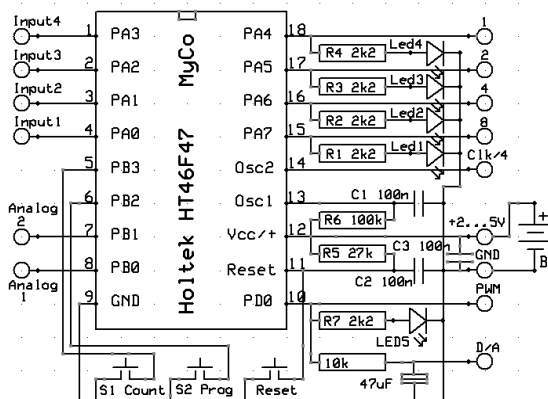 Input4
1 PA3 PA4 18 1
R4 2k2 Led4
Input3
2 PA2 PA5 17 2
R3 2k2 Led3
Input2
3 PA1 PA6 16 4
R2 2k2 Led2
Input1
4 PA0 PA7 15 8
R1 2k2 Led1
5 PB3 Osc2 14 Clk/4
6 PB2 Osc1 13 C1 100n
R6 100k
Analog
2
7 PB1 Vcc/+ 12 +2...5V +
R5 27k C3 100n
8 PB0 Reset 11 GND B
Analog
1
C2 100n
9 GND PD0 10 PWM
R7 2k2
LED5
D/A
10k
47uF
S1 Count S2 Prog Reset
MyCo
Holtek HT46F47